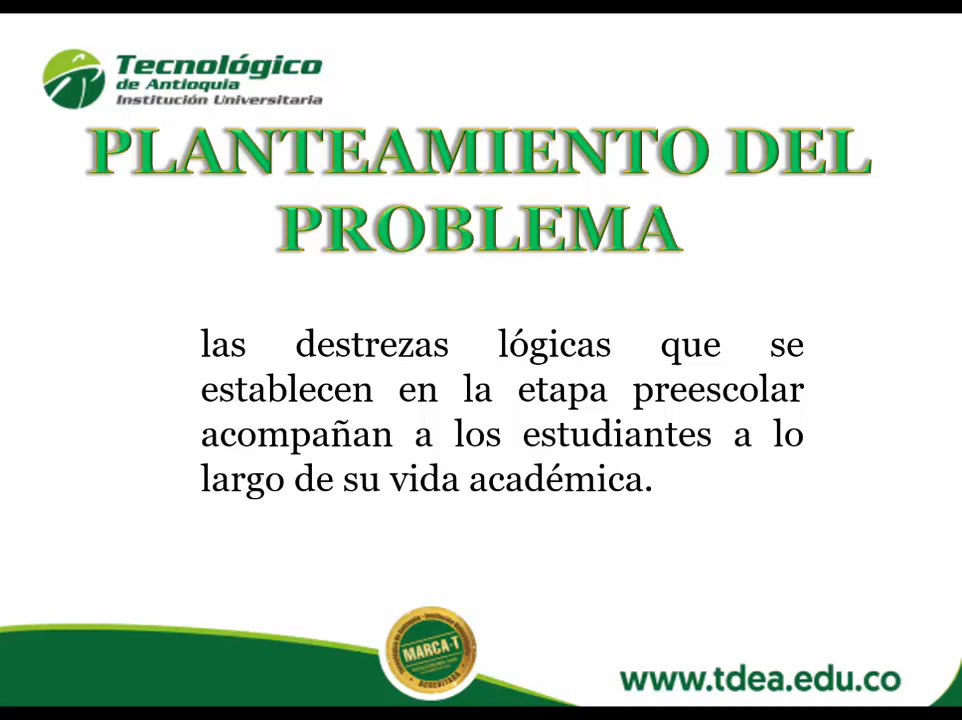 Tecnológico
de Antioquia
Institución Universitaria
PLANTEAMIENTO DEL
PROBLEMA
las destrezas lógicas que se
establecen en la etapa preescolar
acompañan a los estudiantes a lo
largo de su vida académica.
MARCA-T
ACREDITADA
www.tdea.edu.co